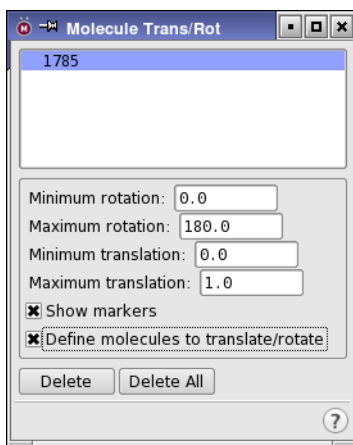 Molecule Trans/Rot
1785
Minimum rotation: 0.0
Maximum rotation: 180.0
Minimum translation: 0.0
Maximum translation: 1.0
Show markers
Define molecules to translate/rotate
Delete Delete All
?